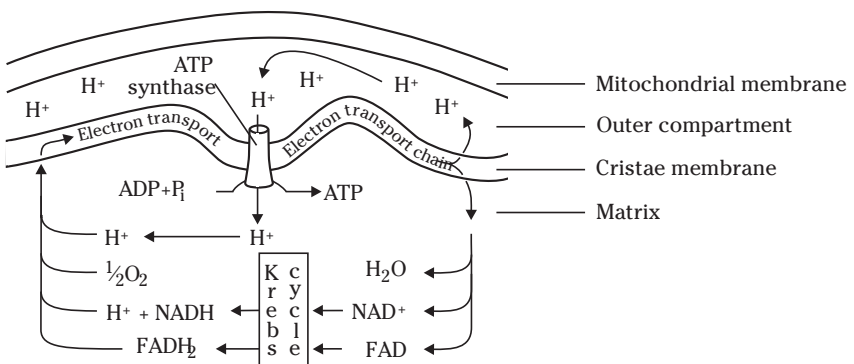 ATP
synthase
H⁺
H⁺
H⁺
H⁺
H⁺
H⁺
Electron transport
Electron transport chain
Mitochondrial membrane
Outer compartment
Cristae membrane
Matrix
ADP+Pᵢ
ATP
H⁺
H⁺
½O₂
H₂O
H⁺ + NADH
NAD⁺
FADH₂
FAD
Krebs
cycle